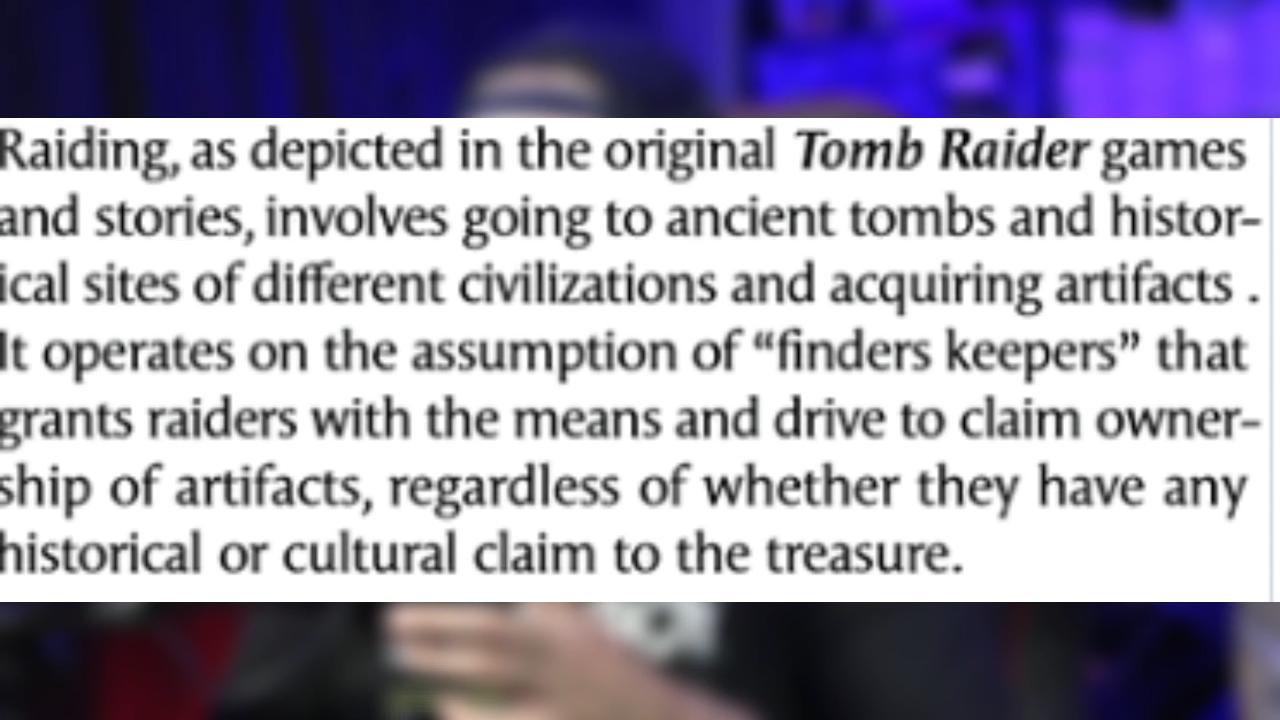 Raiding, as depicted in the original Tomb Raider games
and stories, involves going to ancient tombs and histor-
ical sites of different civilizations and acquiring artifacts .
It operates on the assumption of “finders keepers” that
grants raiders with the means and drive to claim owner-
ship of artifacts, regardless of whether they have any
historical or cultural claim to the treasure.